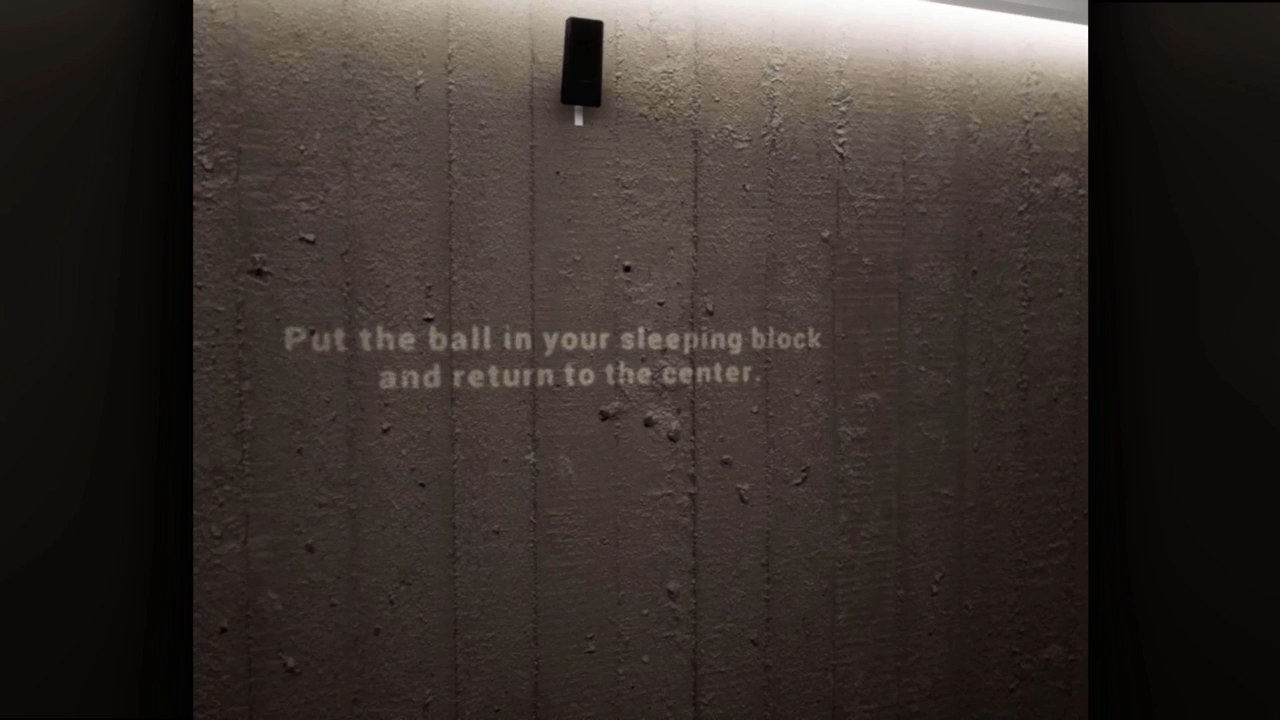 Put the ball in your sleeping block
and return to the center.